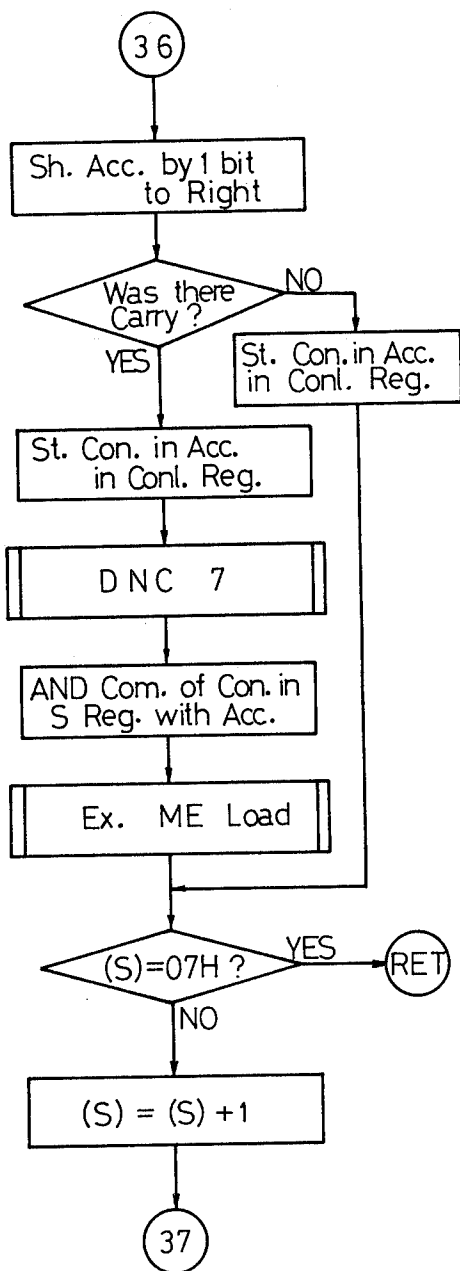 36
Sh. Acc. by 1 bit
to Right
Was there
Carry?
NO
YES
St. Con. in Acc.
in Conl. Reg.
St. Con. in Acc.
in Conl. Reg.
DNC 7
AND Com. of Con. in
S Reg. with Acc.
Ex. ME Load
(S)=07H?
YES
RET
NO
(S) = (S) +1
37